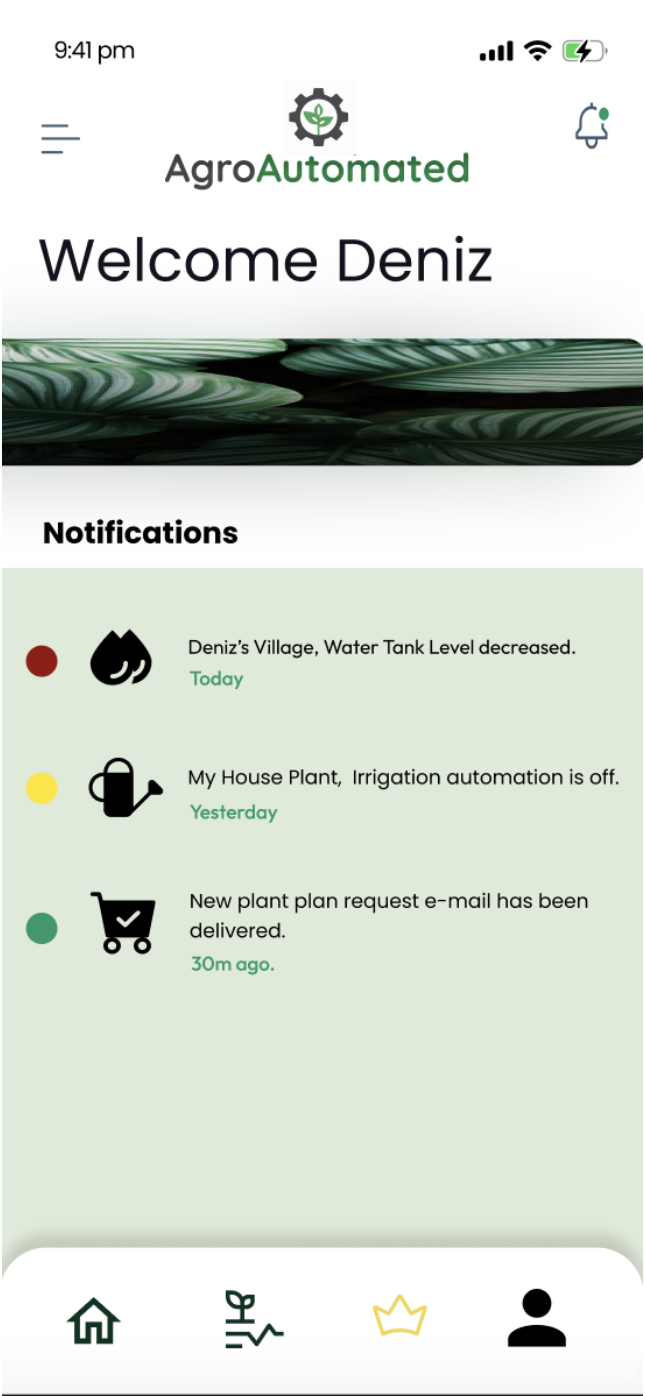 9:41 pm
AgroAutomated
Welcome Deniz
Notifications
Deniz’s Village, Water Tank Level decreased.
Today
My House Plant,  Irrigation automation is off.
Yesterday
New plant plan request e-mail has been
delivered.
30m ago.